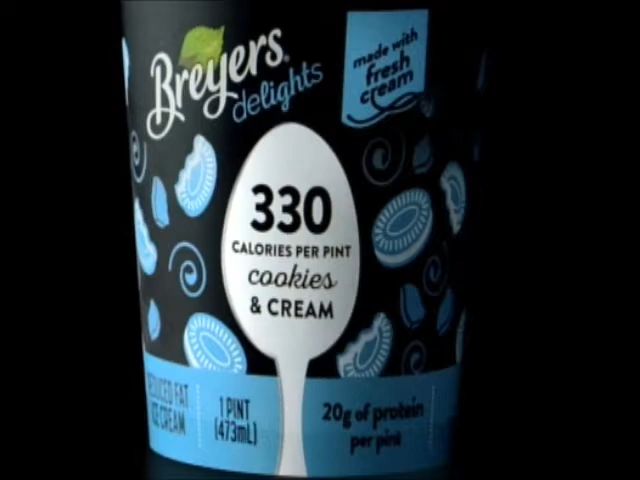 Breyers
delights
made with
fresh
cream
330
CALORIES PER PINT
cookies
& CREAM
REDUCED FAT
ICE CREAM
1 PINT
(473mL)
20g of protein
per pint